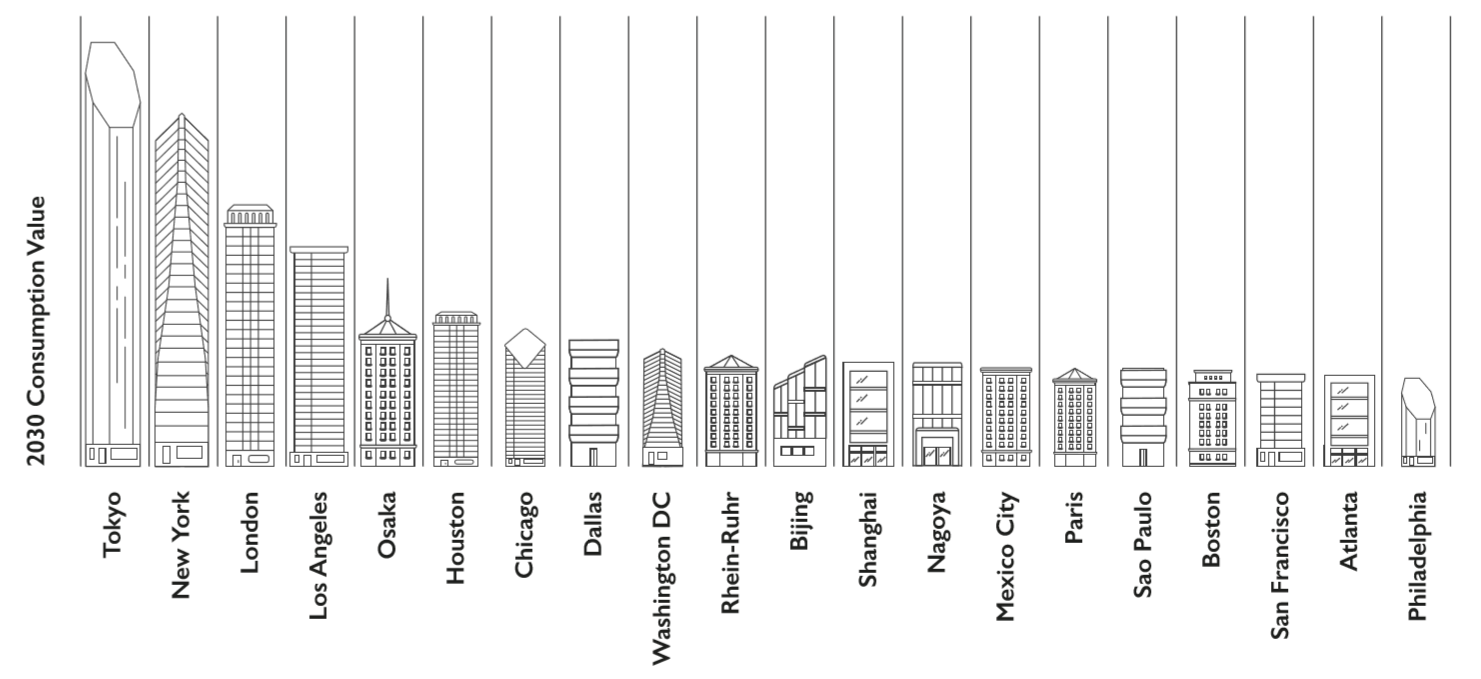 2030 Consumption Value
Tokyo
New York
London
Los Angeles
Osaka
Houston
Chicago
Dallas
Washington DC
Rhein-Ruhr
Bijing
Shanghai
Nagoya
Mexico City
Paris
Sao Paulo
Boston
San Francisco
Atlanta
Philadelphia